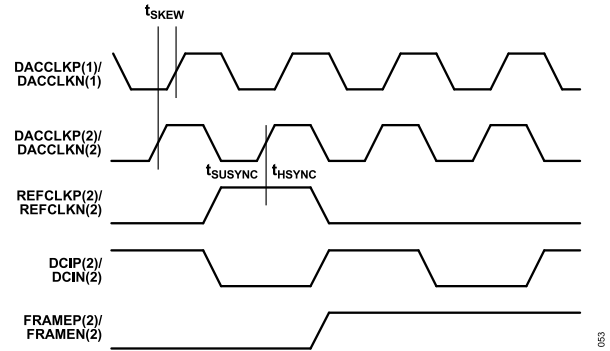 tSKEW
DACCLKP(1)/
DACCLKN(1)
DACCLKP(2)/
DACCLKN(2)
tSUSYNC
tHSYNC
REFCLKP(2)/
REFCLKN(2)
DCIP(2)/
DCIN(2)
FRAMEP(2)/
FRAMEN(2)
053